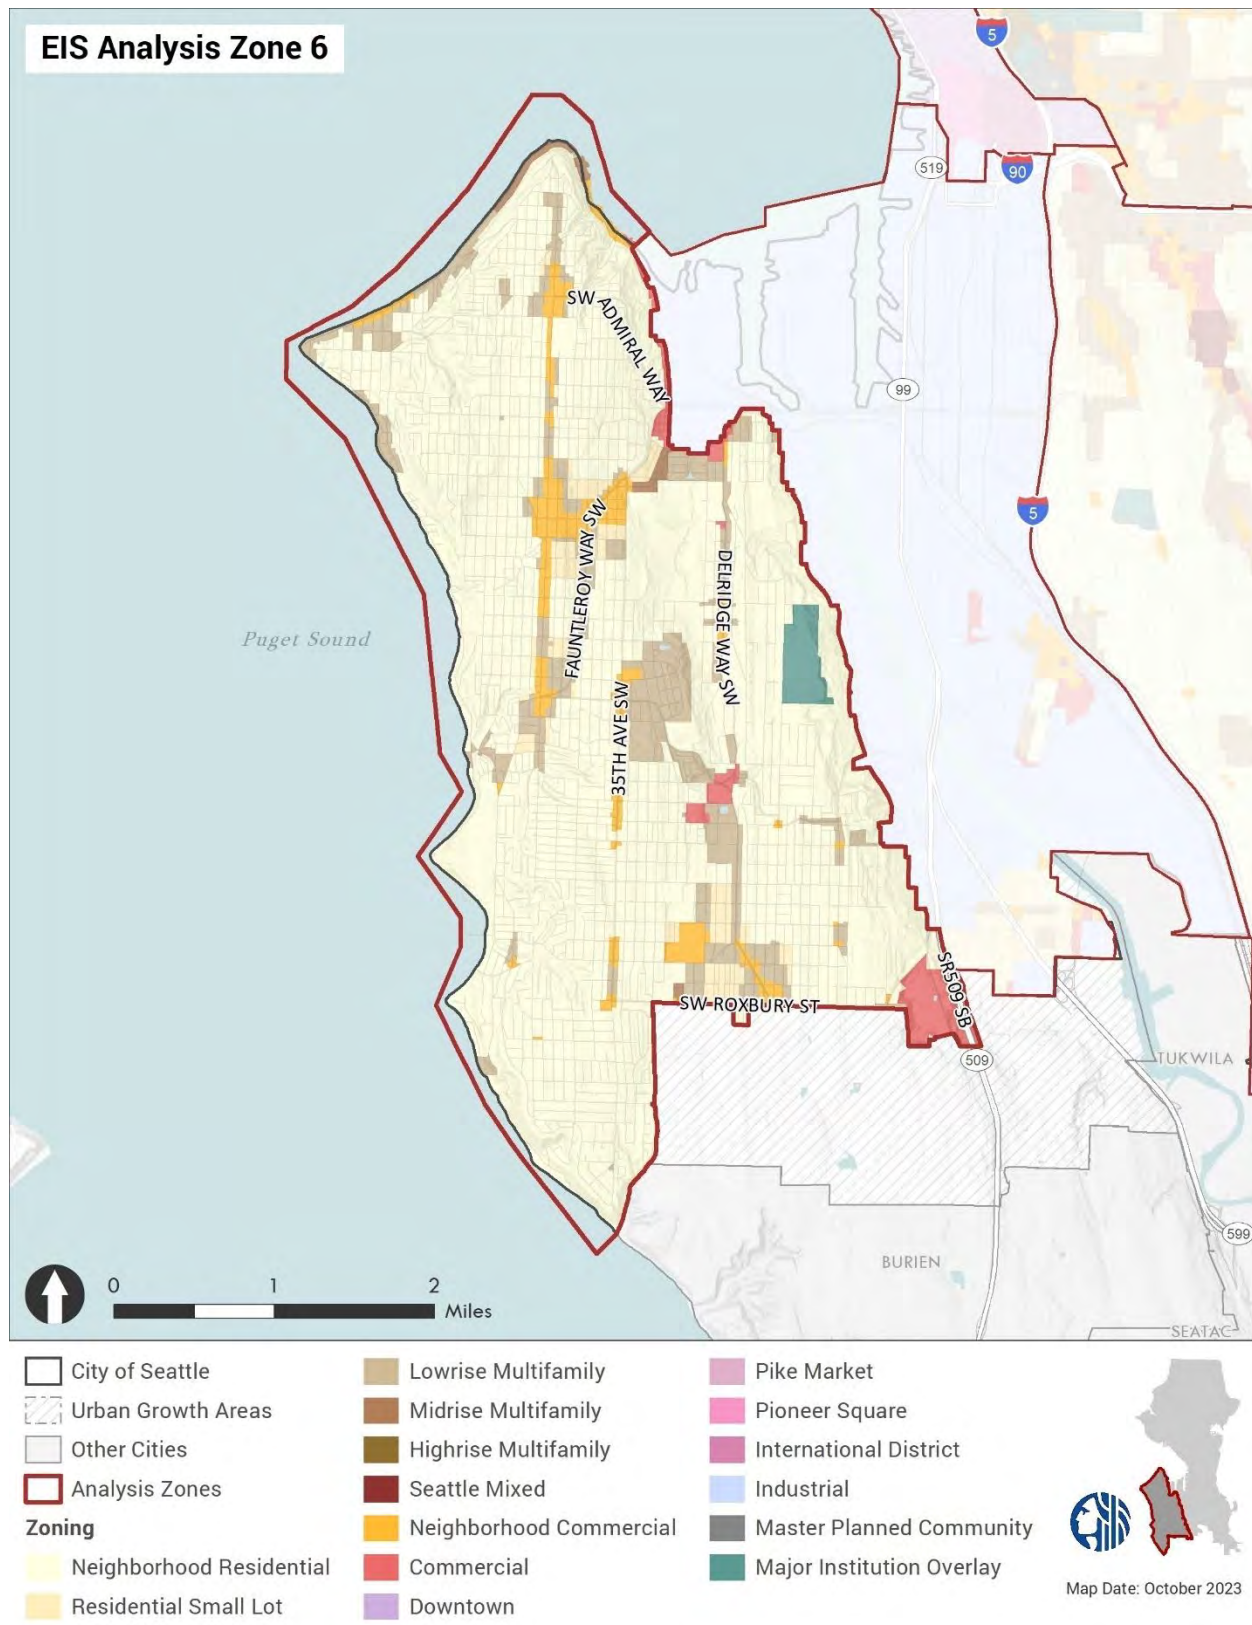 EIS Analysis Zone 6
5
519
90
SW ADMIRAL WAY
99
5
FAUNTLEROY WAY SW
DELRIDGE WAY SW
Puget Sound
35TH AVE SW
SR509 SB
SW ROXBURY ST
509
TUKWILA
599
BURIEN
SEATAC
0 1 2
Miles
City of Seattle
Urban Growth Areas
Other Cities
Analysis Zones
Zoning
Neighborhood Residential
Residential Small Lot
Lowrise Multifamily
Midrise Multifamily
Highrise Multifamily
Seattle Mixed
Neighborhood Commercial
Commercial
Downtown
Pike Market
Pioneer Square
International District
Industrial
Master Planned Community
Major Institution Overlay
Map Date: October 2023